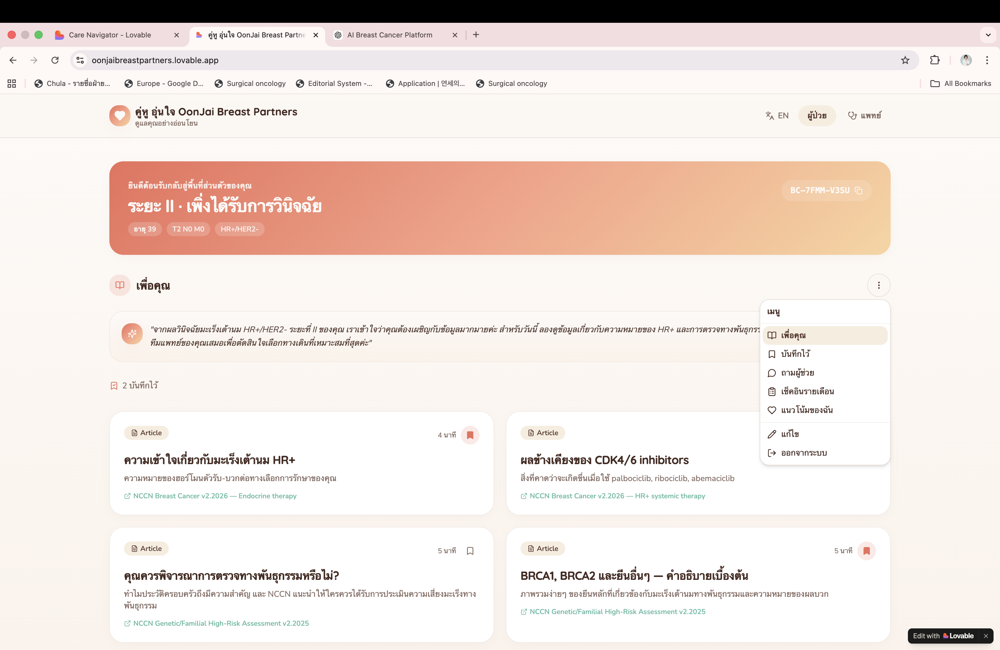 Care Navigator - Lovable
คู่หู อุ่นใจ OonJai Breast Partne
AI Breast Cancer Platform
oonjaibreastpartners.lovable.app
Chula - รายชื่อฝ่าย...
Europe - Google D...
Surgical oncology
Editorial System -...
Application | 연세의...
Surgical oncology
All Bookmarks
คู่หู อุ่นใจ OonJai Breast Partners
ดูแลคุณอย่างอ่อนโยน
EN
ผู้ป่วย
แพทย์
ยินดีต้อนรับกลับสู่พื้นที่ส่วนตัวของคุณ
BC-7FMM-V3SU
ระยะ II · เพิ่งได้รับการวินิจฉัย
อายุ 39
T2 N0 M0
HR+/HER2-
เพื่อคุณ
"จากผลวินิจฉัยมะเร็งเต้านม HR+/HER2- ระยะที่ II ของคุณ เราเข้าใจว่าคุณต้องเผชิญกับข้อมูลมากมายค่ะ สำหรับวันนี้ ลองดูข้อมูลเกี่ยวกับความหมายของ HR+ และการตรวจทางพันธุกรร
ทีมแพทย์ของคุณเสมอเพื่อตัดสินใจเลือกทางเดินที่เหมาะสมที่สุดค่ะ"
เมนู
เพื่อคุณ
บันทึกไว้
ถามผู้ช่วย
เช็คอินรายเดือน
แนวโน้มของฉัน
แก้ไข
ออกจากระบบ
2 บันทึกไว้
Article
4 นาที
ความเข้าใจเกี่ยวกับมะเร็งเต้านม HR+
ความหมายของฮอร์โมนตัวรับ-บวกต่อทางเลือกการรักษาของคุณ
NCCN Breast Cancer v2.2026 — Endocrine therapy
Article
ผลข้างเคียงของ CDK4/6 inhibitors
สิ่งที่คาดว่าจะเกิดขึ้นเมื่อใช้ palbociclib, ribociclib, abemaciclib
NCCN Breast Cancer v2.2026 — HR+ systemic therapy
Article
5 นาที
คุณควรพิจารณาการตรวจทางพันธุกรรมหรือไม่?
ทำไมประวัติครอบครัวถึงมีความสำคัญ และ NCCN แนะนำให้ใครควรได้รับการประเมินความเสี่ยงมะเร็งทาง
พันธุกรรม
NCCN Genetic/Familial High-Risk Assessment v2.2025
Article
5 นาที
BRCA1, BRCA2 และยีนอื่นๆ — คำอธิบายเบื้องต้น
ภาพรวมง่ายๆ ของยีนหลักที่เกี่ยวข้องกับมะเร็งเต้านมทางพันธุกรรมและความหมายของผลบวก
NCCN Genetic/Familial High-Risk Assessment v2.2025
Edit with Lovable